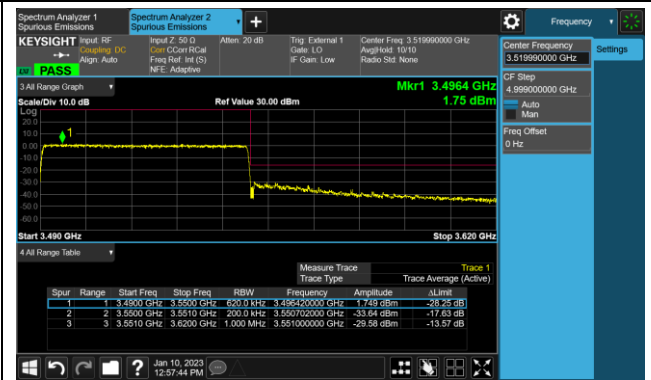 Spectrum Analyzer 1
Spurious Emissions
Spectrum Analyzer 2
Spurious Emissions
Frequency
KEYSIGHT
Input: RF
Coupling: DC
Align: Auto
Input Z: 50 Ω
Corr CCorr RCal
Freq Ref: Int (S)
NFE: Adaptive
Atten: 20 dB
Trig: External 1
Gate: LO
IF Gain: Low
Center Freq: 3.519990000 GHz
Avg|Hold: 10/10
Radio Std: None
PASS
Center Frequency
3.519990000 GHz
Settings
CF Step
4.999000000 GHz
Auto
Man
Freq Offset
0 Hz
3 All Range Graph
Mkr1 3.4964 GHz
Scale/Div 10.0 dB
Ref Value 30.00 dBm
1.75 dBm
Log
20.0
10.0
0.00
-10.0
-20.0
-30.0
-40.0
-50.0
-60.0
1
Start 3.490 GHz
Stop 3.620 GHz
4 All Range Table
Measure Trace
Trace 1
Trace Type
Trace Average (Active)
Spur Range Start Freq Stop Freq RBW Frequency Amplitude ΔLimit
1 1 3.4900 GHz 3.5500 GHz 620.0 kHz 3.496420000 GHz 1.749 dBm -28.25 dB
2 2 3.5500 GHz 3.5510 GHz 200.0 kHz 3.550702000 GHz -33.64 dBm -17.63 dB
3 3 3.5510 GHz 3.6200 GHz 1.000 MHz 3.551000000 GHz -29.58 dBm -13.57 dB
Jan 10, 2023
12:57:44 PM